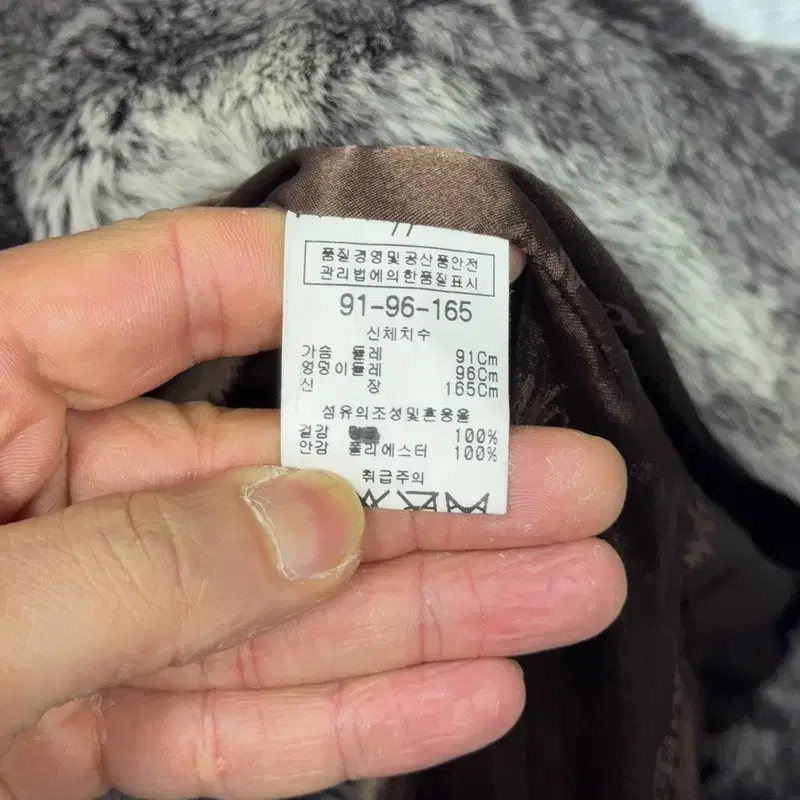 품질경영및공산품안전
관리법에의한품질표시
91-96-165
신체치수
가슴 둘레 91Cm
엉덩이둘레 96Cm
신 장 165Cm
섬유의조성및혼용율
겉감 100%
안감 폴리에스터 100%
취급주의